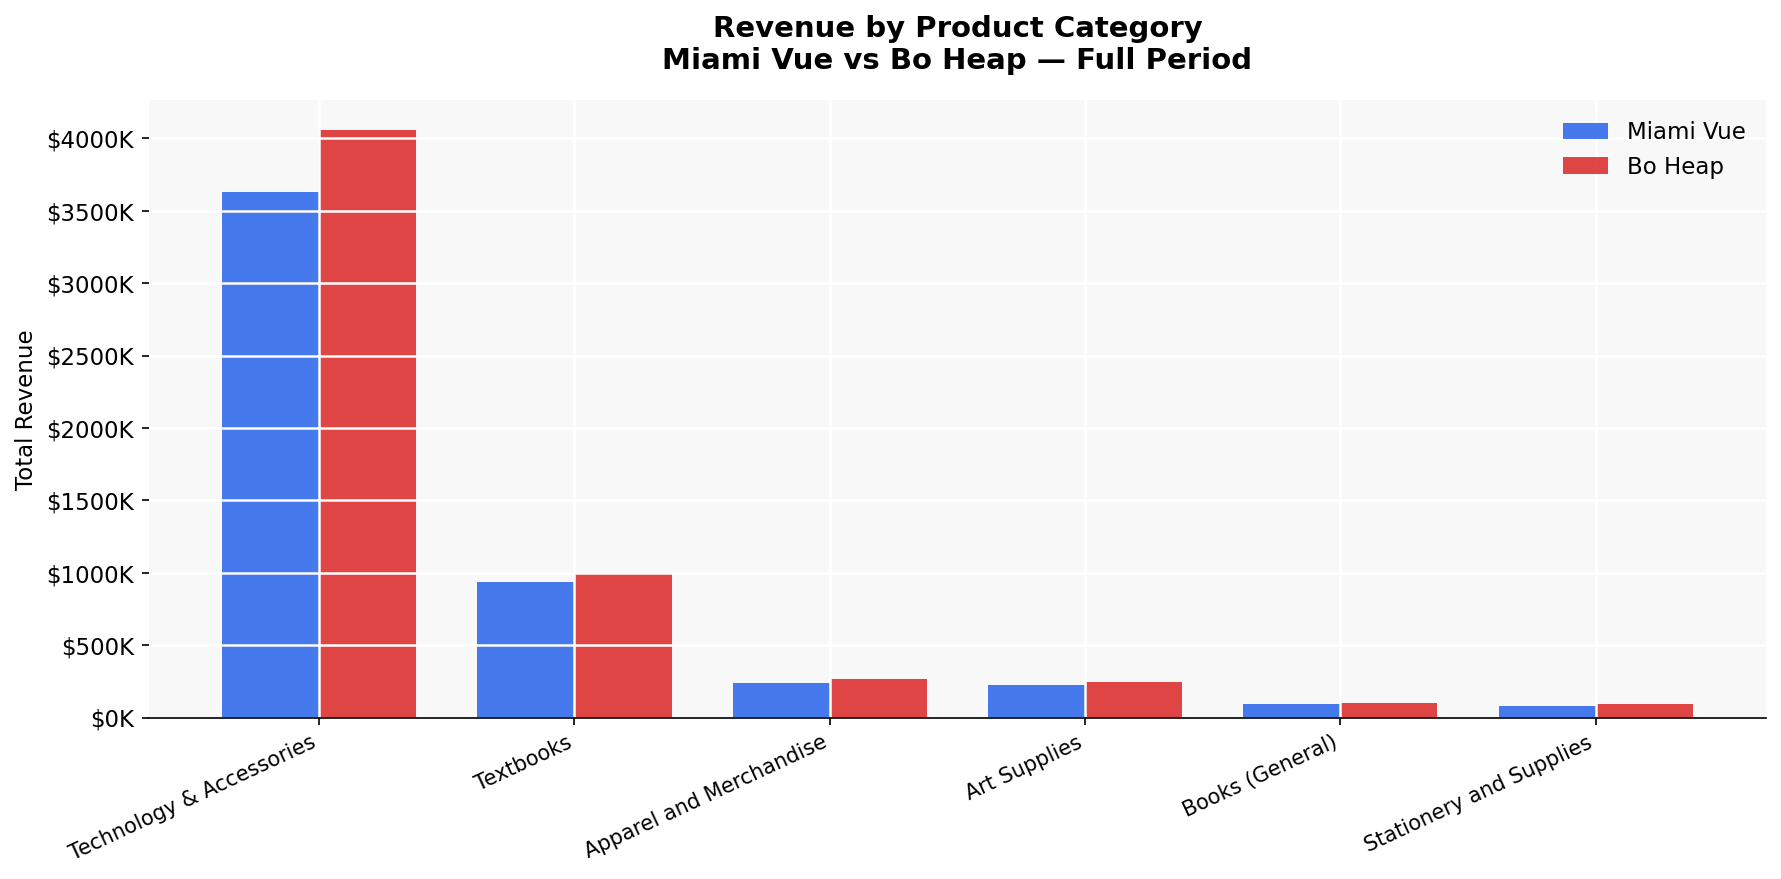 Revenue by Product Category
Miami Vue vs Bo Heap — Full Period
Miami Vue
Bo Heap
Total Revenue
$4000K
$3500K
$3000K
$2500K
$2000K
$1500K
$1000K
$500K
$0K
Technology & Accessories
Textbooks
Apparel and Merchandise
Art Supplies
Books (General)
Stationery and Supplies